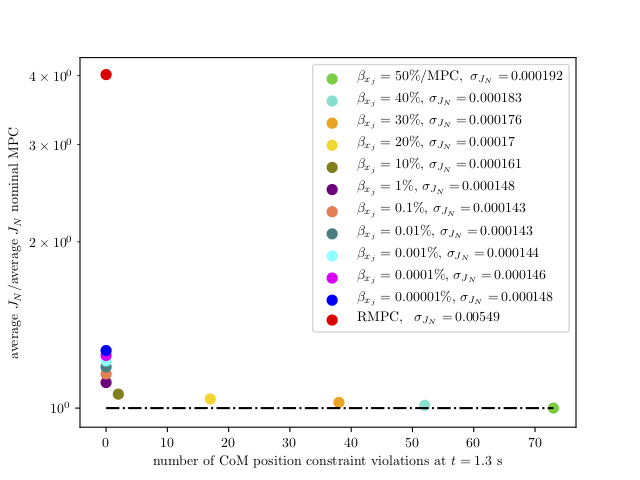 4 × 10⁰
3 × 10⁰
2 × 10⁰
10⁰
average J_N/average J_N nominal MPC
0 10 20 30 40 50 60 70
number of CoM position constraint violations at t = 1.3 s
β_{x_j} = 50%/MPC, σ_{J_N} =0.000192
β_{x_j} = 40%, σ_{J_N} =0.000183
β_{x_j} = 30%, σ_{J_N} =0.000176
β_{x_j} = 20%, σ_{J_N} =0.00017
β_{x_j} = 10%, σ_{J_N} =0.000161
β_{x_j} = 1%, σ_{J_N} =0.000148
β_{x_j} = 0.1%, σ_{J_N} =0.000143
β_{x_j} = 0.01%, σ_{J_N} =0.000143
β_{x_j} = 0.001%, σ_{J_N} =0.000144
β_{x_j} = 0.0001%, σ_{J_N} =0.000146
β_{x_j} = 0.00001%, σ_{J_N} =0.000148
RMPC, σ_{J_N} =0.00549